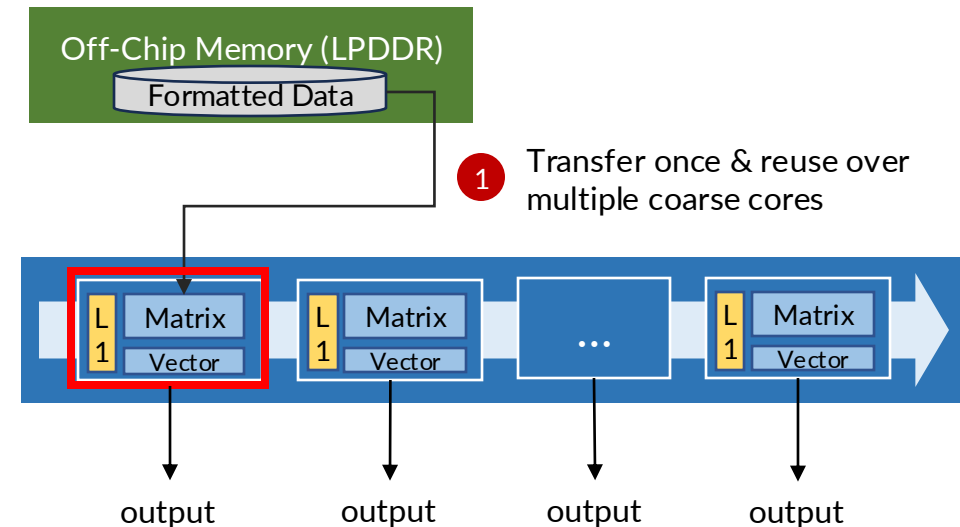 Off-Chip Memory (LPDDR)
Formatted Data
1
Transfer once & reuse over
multiple coarse cores
L
1
Matrix
Vector
L
1
Matrix
Vector
...
L
1
Matrix
Vector
output
output
output
output